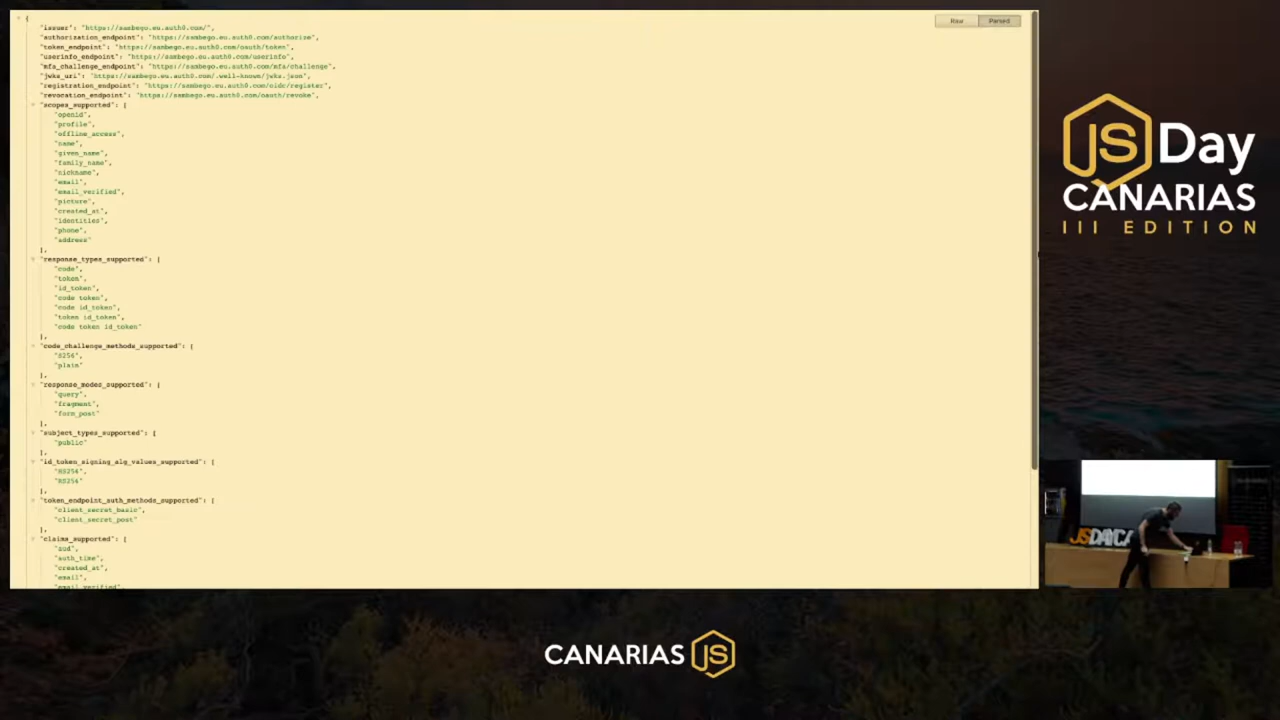 {
"issuer": "https://sambego.eu.auth0.com/",
"authorization_endpoint": "https://sambego.eu.auth0.com/authorize",
"token_endpoint": "https://sambego.eu.auth0.com/oauth/token",
"userinfo_endpoint": "https://sambego.eu.auth0.com/userinfo",
"mfa_challenge_endpoint": "https://sambego.eu.auth0.com/mfa/challenge",
"jwks_uri": "https://sambego.eu.auth0.com/.well-known/jwks.json",
"registration_endpoint": "https://sambego.eu.auth0.com/oidc/register",
"revocation_endpoint": "https://sambego.eu.auth0.com/oauth/revoke",
"scopes_supported": [
"openid",
"profile",
"offline_access",
"name",
"given_name",
"family_name",
"nickname",
"email",
"email_verified",
"picture",
"created_at",
"identities",
"phone",
"address"
],
"response_types_supported": [
"code",
"token",
"id_token",
"code token",
"code id_token",
"token id_token",
"code token id_token"
],
"code_challenge_methods_supported": [
"S256",
"plain"
],
"response_modes_supported": [
"query",
"fragment",
"form_post"
],
"subject_types_supported": [
"public"
],
"id_token_signing_alg_values_supported": [
"HS256",
"RS256"
],
"token_endpoint_auth_methods_supported": [
"client_secret_basic",
"client_secret_post"
],
"claims_supported": [
"aud",
"auth_time",
"created_at",
"email",
"email_verified",
Raw Parsed
JS Day
CANARIAS
III EDITION
JSDAYCA
CANARIAS JS